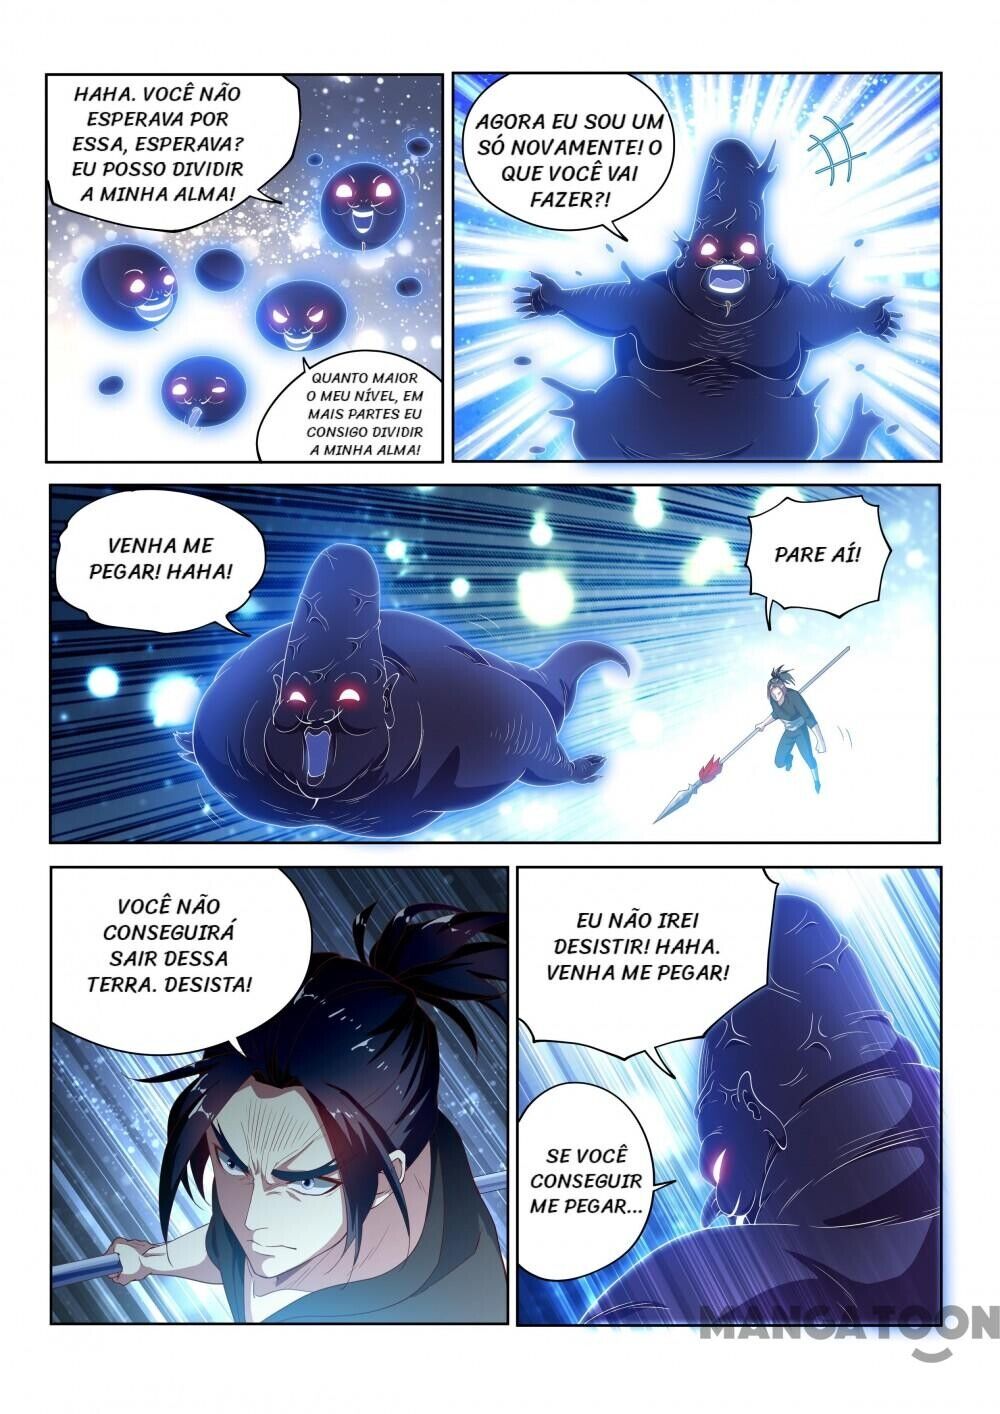 HAHA. VOCÊ NÃO
ESPERAVA POR
ESSA, ESPERAVA?
EU POSSO DIVIDIR
A MINHA ALMA!
QUANTO MAIOR
O MEU NÍVEL, EM
MAIS PARTES EU
CONSIGO DIVIDIR
A MINHA ALMA!
AGORA EU SOU UM
SÓ NOVAMENTE! O
QUE VOCÊ VAI
FAZER?!
VENHA ME
PEGAR! HAHA!
PARE AÍ!
VOCÊ NÃO
CONSEGUIRÁ
SAIR DESSA
TERRA. DESISTA!
EU NÃO IREI
DESISTIR! HAHA.
VENHA ME PEGAR!
SE VOCÊ
CONSEGUIR
ME PEGAR...
MANGATOON